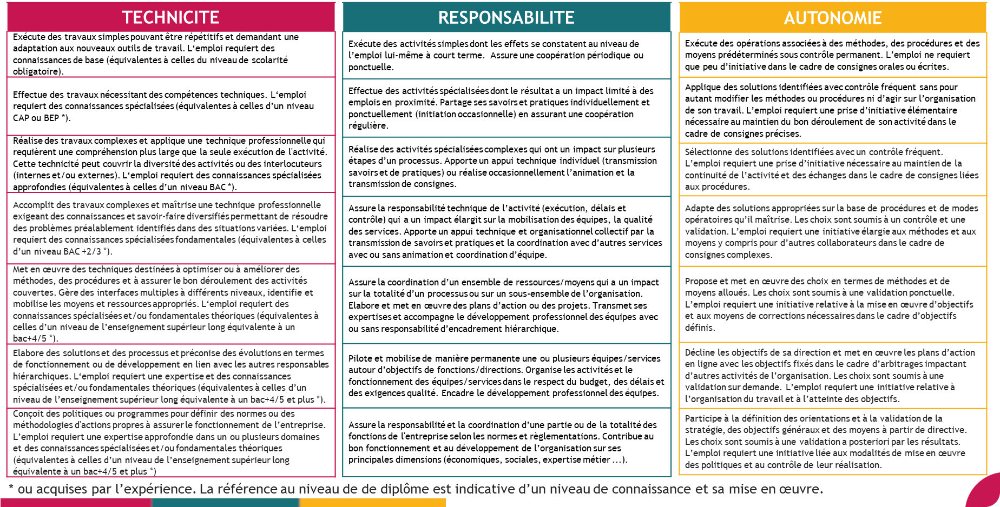 TECHNICITE
Exécute des travaux simples pouvant être répétitifs et demandant une
adaptation aux nouveaux outils de travail. L‘emploi requiert des
connaissances de base (équivalentes à celles du niveau de scolarité
obligatoire).
Effectue des travaux nécessitant des compétences techniques. L‘emploi
requiert des connaissances spécialisées (équivalentes à celles d’un niveau
CAP ou BEP *).
Réalise des travaux complexes et applique une technique professionnelle qui
requièrent une compréhension plus large que la seule exécution de l'activité.
Cette technicité peut couvrir la diversité des activités ou des interlocuteurs
(internes et/ou externes). L‘emploi requiert des connaissances spécialisées
approfondies (équivalentes à celles d’un niveau BAC *).
Accomplit des travaux complexes et maîtrise une technique professionnelle
exigeant des connaissances et savoir-faire diversifiés permettant de résoudre
des problèmes préalablement identifiés dans des situations variées. L‘emploi
requiert des connaissances spécialisées fondamentales (équivalentes à celles
d’un niveau BAC +2/3 *).
Met en œuvre des techniques destinées à optimiser ou à améliorer des
méthodes, des procédures et à assurer le bon déroulement des activités
couvertes. Gère des interfaces multiples à différents niveaux, identifie et
mobilise les moyens et ressources appropriés. L‘emploi requiert des
connaissances spécialisées et/ou fondamentales théoriques (équivalentes à
celles d’un niveau de l’enseignement supérieur long équivalente à un
bac+4/5 *).
Elabore des solutions et des processus et préconise des évolutions en termes
de fonctionnement ou de développement en lien avec les autres responsables
hiérarchiques. L‘emploi requiert une expertise et des connaissances
spécialisées et/ou fondamentales théoriques (équivalentes à celles d’un
niveau de l’enseignement supérieur long équivalente à un bac+4/5 et plus *).
Conçoit des politiques ou programmes pour définir des normes ou des
méthodologies d'actions propres à assurer le fonctionnement de l’entreprise.
L’emploi requiert une expertise approfondie dans un ou plusieurs domaines
et des connaissances spécialisées et/ou fondamentales théoriques
(équivalentes à celles d’un niveau de l’enseignement supérieur long
équivalente à un bac+4/5 et plus *)
RESPONSABILITE
Exécute des activités simples dont les effets se constatent au niveau de
l’emploi lui-même à court terme. Assure une coopération périodique ou
ponctuelle.
Effectue des activités spécialisées dont le résultat a un impact limité à des
emplois en proximité. Partage ses savoirs et pratiques individuellement et
ponctuellement (initiation occasionnelle) en assurant une coopération
régulière.
Réalise des activités spécialisées complexes qui ont un impact sur plusieurs
étapes d’un processus. Apporte un appui technique individuel (transmission
savoirs et de pratiques) ou réalise occasionnellement l’animation et la
transmission de consignes.
Assure la responsabilité technique de l’activité (exécution, délais et
contrôle) qui a un impact élargit sur la mobilisation des équipes, la qualité
des services. Apporte un appui technique et organisationnel collectif par la
transmission de savoirs et pratiques et la coordination avec d’autres services
avec ou sans animation et coordination d’équipe.
Assure la coordination d’un ensemble de ressources/moyens qui a un impact
sur la totalité d’un processus ou sur un sous-ensemble de l’organisation.
Elabore et met en œuvre des plans d’action ou des projets. Transmet ses
expertises et accompagne le développement professionnel des équipes avec
ou sans responsabilité d’encadrement hiérarchique.
Pilote et mobilise de manière permanente une ou plusieurs équipes/services
autour d’objectifs de fonctions/directions. Organise les activités et le
fonctionnement des équipes/services dans le respect du budget, des délais et
des exigences qualité. Encadre le développement professionnel des équipes.
Assure la responsabilité et la coordination d’une partie ou de la totalité des
fonctions de l'entreprise selon les normes et règlementations. Contribue au
bon fonctionnement et au développement de l’organisation sur ses
principales dimensions (économiques, sociales, expertise métier ...).
AUTONOMIE
Exécute des opérations associées à des méthodes, des procédures et des
moyens prédéterminés sous contrôle permanent. L’emploi ne requiert
que peu d’initiative dans le cadre de consignes orales ou écrites.
Applique des solutions identifiées avec contrôle fréquent sans pour
autant modifier les méthodes ou procédures ni d’agir sur l’organisation
de son travail. L’emploi requiert une prise d’initiative élémentaire
nécessaire au maintien du bon déroulement de son activité dans le
cadre de consignes précises.
Sélectionne des solutions identifiées avec un contrôle fréquent.
L’emploi requiert une prise d’initiative nécessaire au maintien de la
continuité de l’activité et des échanges dans le cadre de consignes liées
aux procédures.
Adapte des solutions appropriées sur la base de procédures et de modes
opératoires qu’il maîtrise. Les choix sont soumis à un contrôle et une
validation. L’emploi requiert une initiative élargie aux méthodes et aux
moyens y compris pour d’autres collaborateurs dans le cadre de
consignes complexes.
Propose et met en œuvre des choix en termes de méthodes et de
moyens alloués. Les choix sont soumis à une validation ponctuelle.
L’emploi requiert une initiative relative à la mise en œuvre d’objectifs
et aux moyens de corrections nécessaires dans le cadre d’objectifs
définis.
Décline les objectifs de sa direction et met en œuvre les plans d’action
en ligne avec les objectifs fixés dans le cadre d’arbitrages impactant
d’autres activités de l’organisation. Les choix sont soumis à une
validation sur demande. L’emploi requiert une initiative relative à
l’organisation du travail et à l’atteinte des objectifs.
Participe à la définition des orientations et à la validation de la
stratégie, des objectifs généraux et des moyens à partir de directive.
Les choix sont soumis à une validation a posteriori par les résultats.
L’emploi requiert une initiative liée aux modalités de mise en œuvre
des politiques et au contrôle de leur réalisation.
* ou acquises par l’expérience. La référence au niveau de de diplôme est indicative d’un niveau de connaissance et sa mise en œuvre.